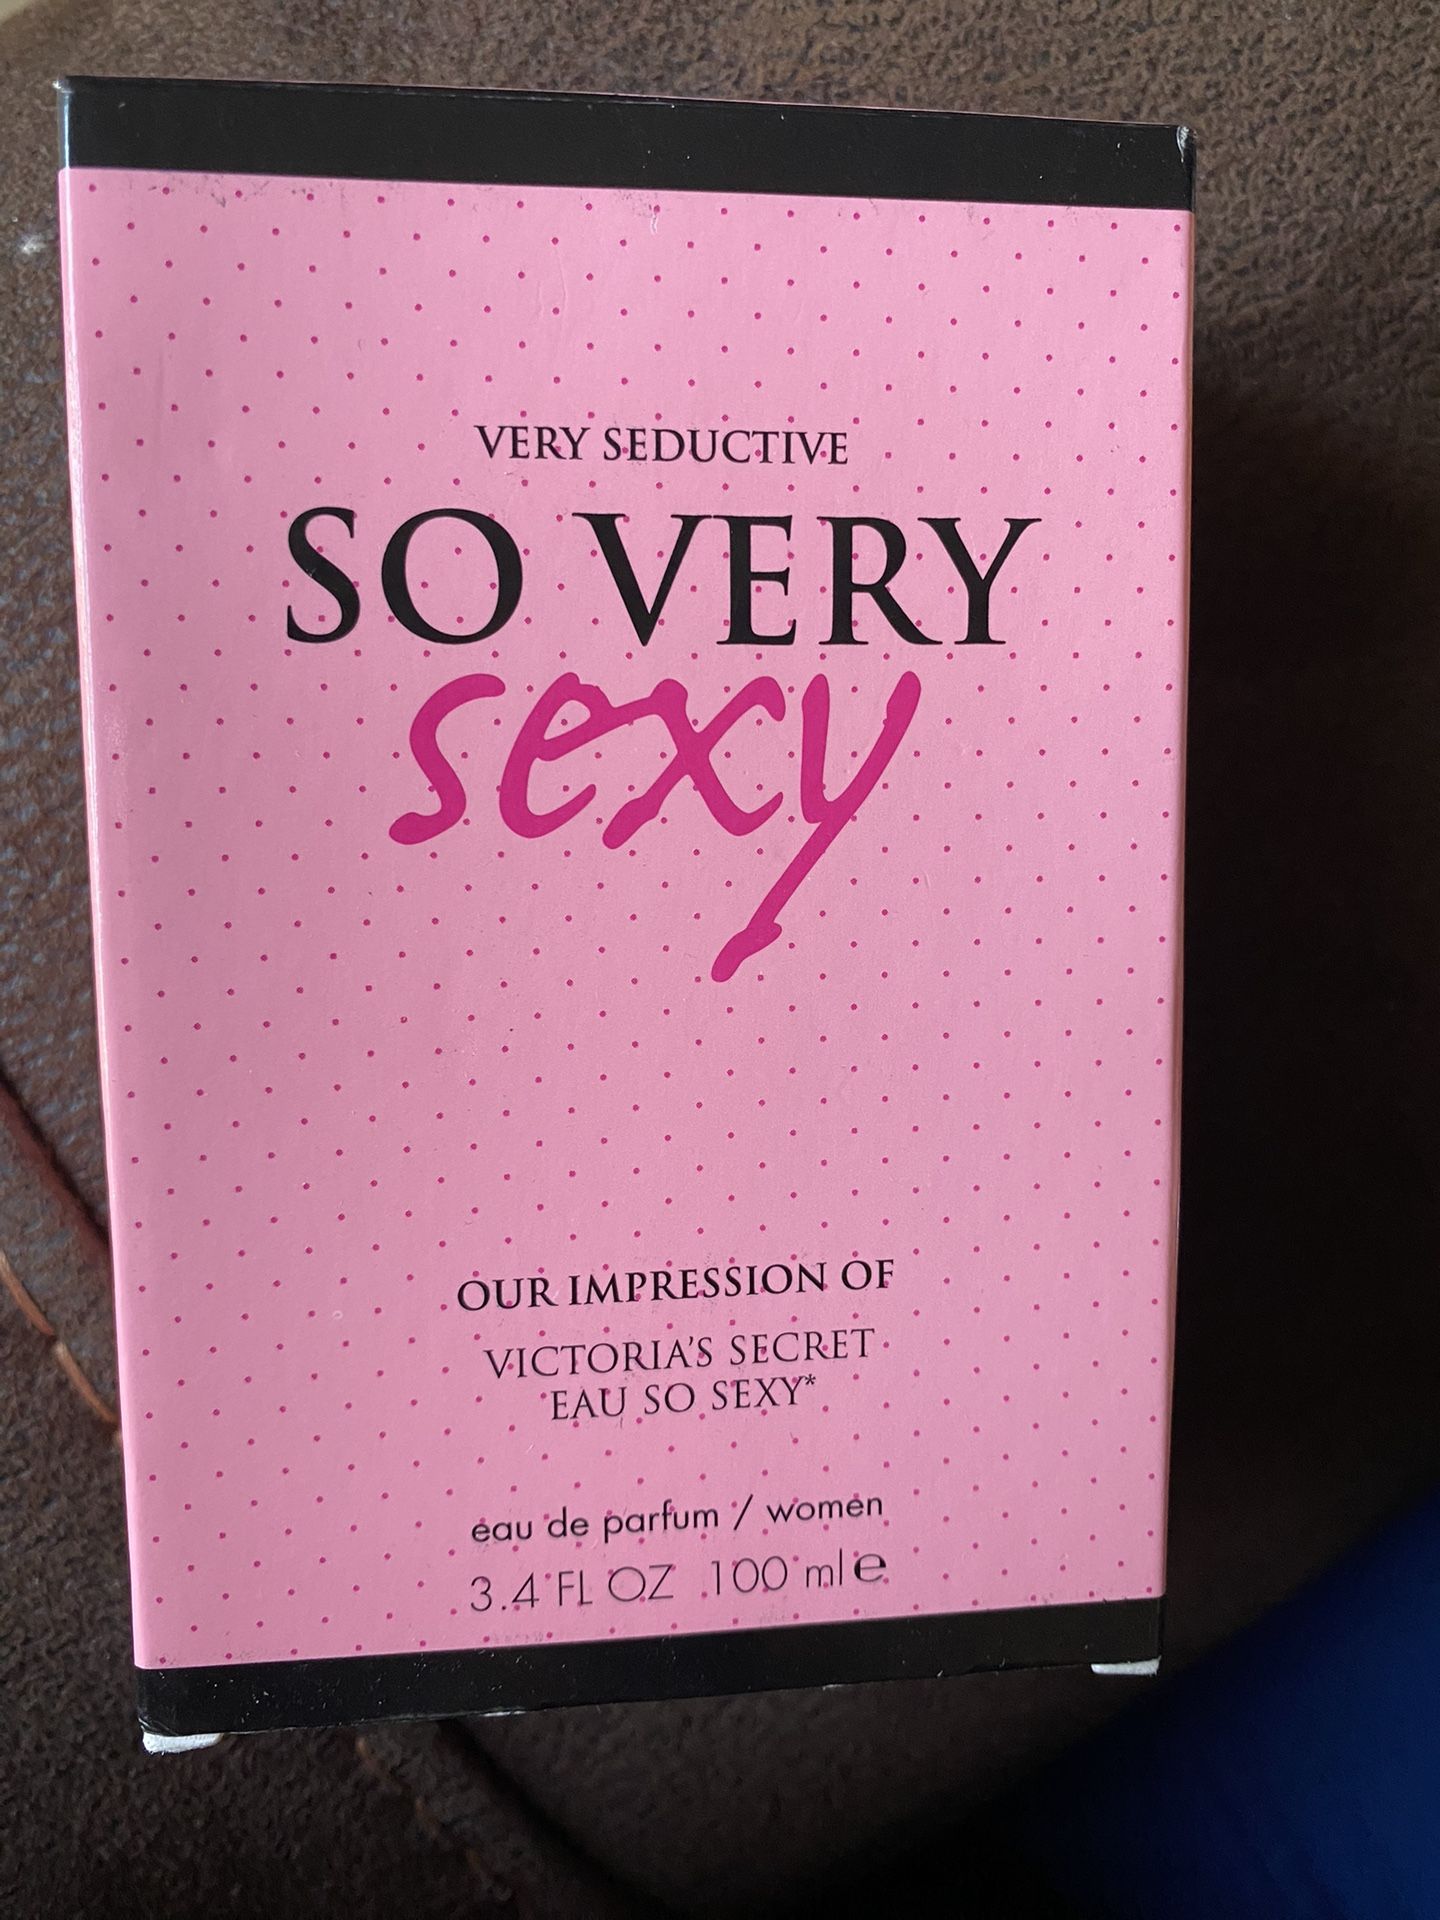 VERY SEDUCTIVE
SO VERY
sexy
OUR IMPRESSION OF
VICTORIA'S SECRET
EAU SO SEXY*
eau de parfum / women
3.4 FL OZ 100 ml e